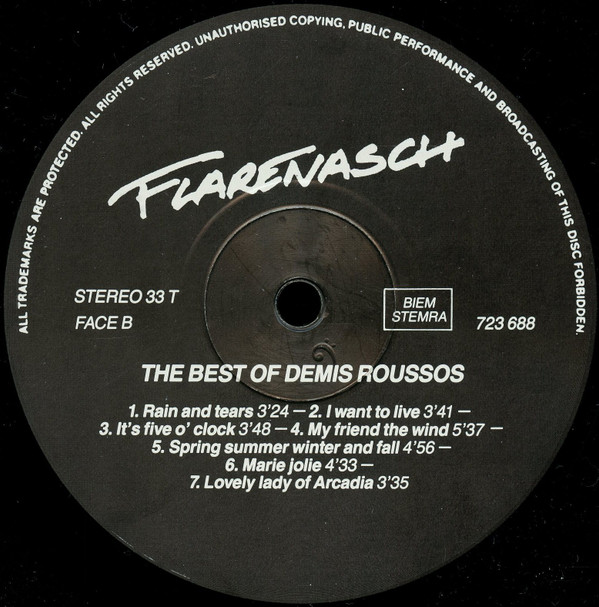 ALL TRADEMARKS ARE PROTECTED. ALL RIGHTS RESERVED. UNAUTHORISED COPYING, PUBLIC PERFORMANCE AND BROADCASTING OF THIS DISC FORBIDDEN.
FLARENASCH
STEREO 33 T
FACE B
BIEM
STEMRA
723 688
THE BEST OF DEMIS ROUSSOS
1. Rain and tears 3'24 – 2. I want to live 3'41 –
3. It's five o' clock 3'48 – 4. My friend the wind 5'37 –
5. Spring summer winter and fall 4'56 –
6. Marie jolie 4'33 –
7. Lovely lady of Arcadia 3'35